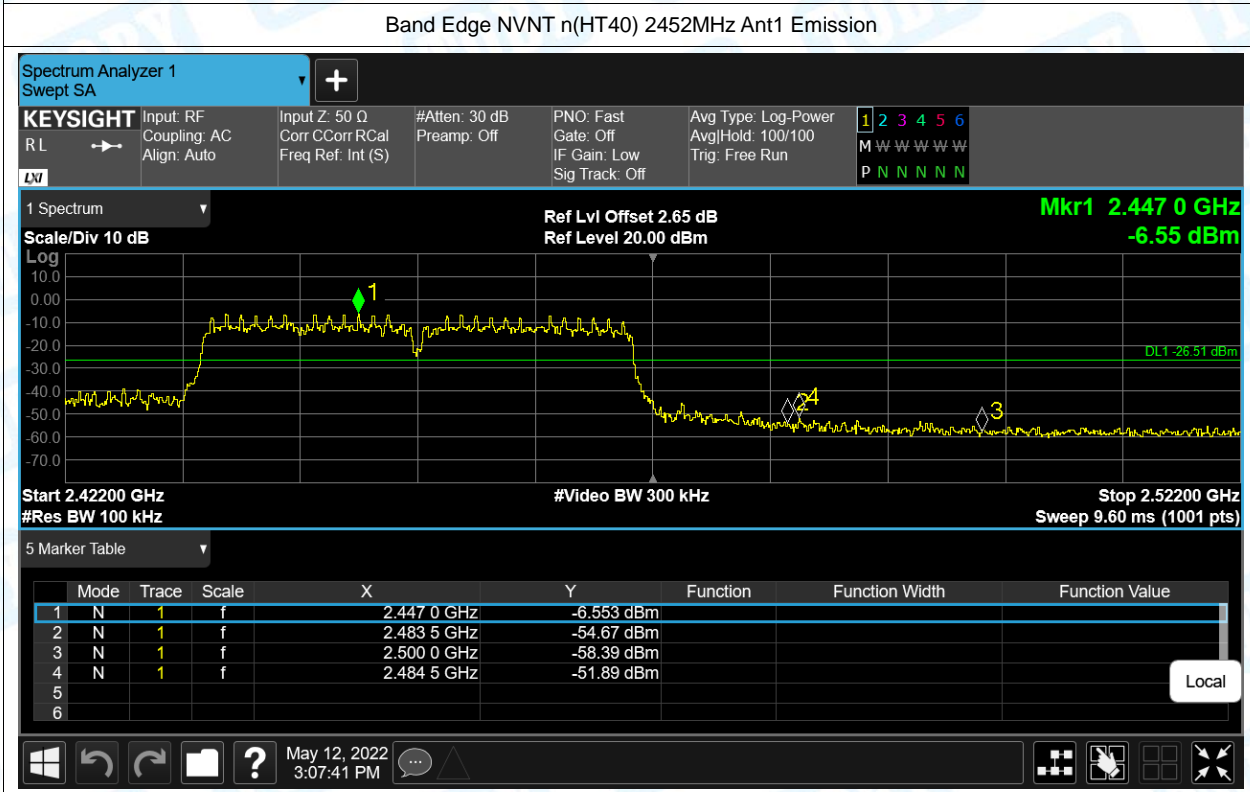 Band Edge NVNT n(HT40) 2452MHz Ant1 Emission
Spectrum Analyzer 1
Swept SA
KEYSIGHT
R L
LXI
Input: RF
Coupling: AC
Align: Auto
Input Z: 50 Ω
Corr CCorr RCal
Freq Ref: Int (S)
#Atten: 30 dB
Preamp: Off
PNO: Fast
Gate: Off
IF Gain: Low
Sig Track: Off
Avg Type: Log-Power
Avg|Hold: 100/100
Trig: Free Run
1 2 3 4 5 6
M W W W W W
P N N N N N
1 Spectrum
Scale/Div 10 dB
Ref Lvl Offset 2.65 dB
Ref Level 20.00 dBm
Mkr1 2.447 0 GHz
-6.55 dBm
Log
10.0
0.00
-10.0
-20.0
-30.0
-40.0
-50.0
-60.0
-70.0
1
2
4
3
DL1 -26.51 dBm
Start 2.42200 GHz
#Video BW 300 kHz
Stop 2.52200 GHz
#Res BW 100 kHz
Sweep 9.60 ms (1001 pts)
5 Marker Table
Mode Trace Scale X Y Function Function Width Function Value
1 N 1 f 2.447 0 GHz -6.553 dBm
2 N 1 f 2.483 5 GHz -54.67 dBm
3 N 1 f 2.500 0 GHz -58.39 dBm
4 N 1 f 2.484 5 GHz -51.89 dBm
5
6
Local
?
May 12, 2022
3:07:41 PM